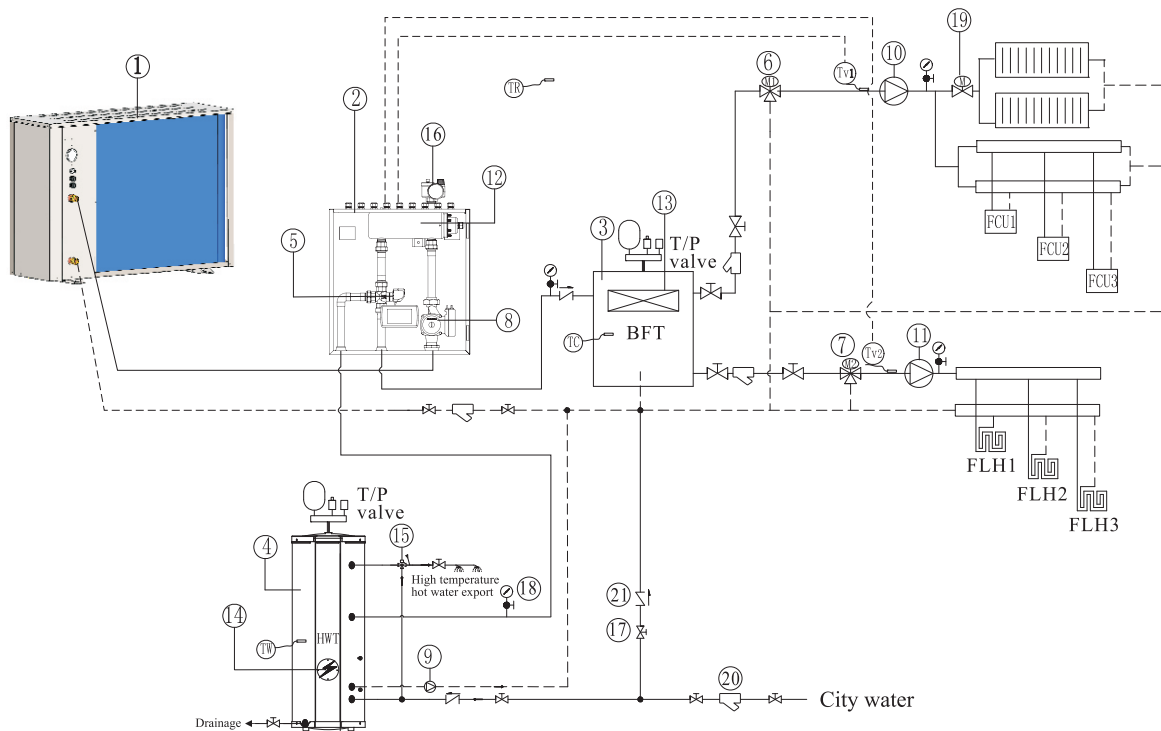 1
2
16
12
5
8
TR
6
Tv1
10
19
M1
M
FCU1
FCU2
FCU3
3
13
T/P
valve
BFT
TC
7
M2
Tv2
11
FLH1
FLH2
FLH3
T/P
valve
4
15
High temperature
hot water export
18
14
TW
HWT
9
21
17
20
City water
Drainage